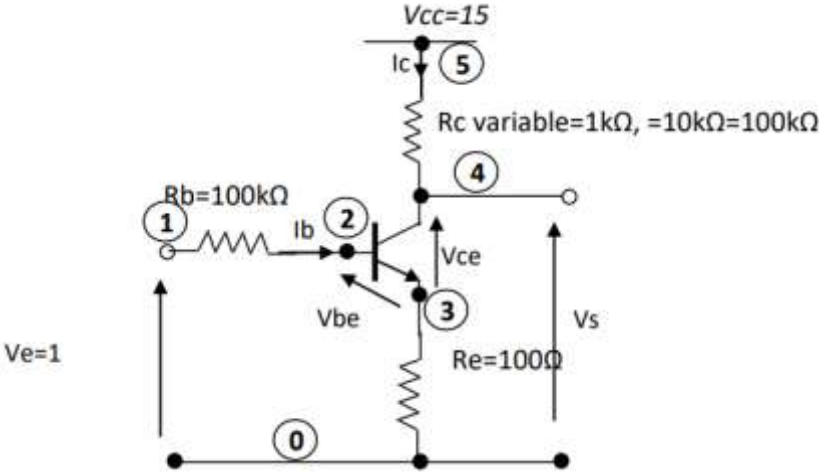 Vcc=15
Ic
5
Rc variable=1kΩ, =10kΩ=100kΩ
4
Rb=100kΩ
1
2
Ib
Vce
Vbe
3
Vs
Ve=1
Re=100Ω
0